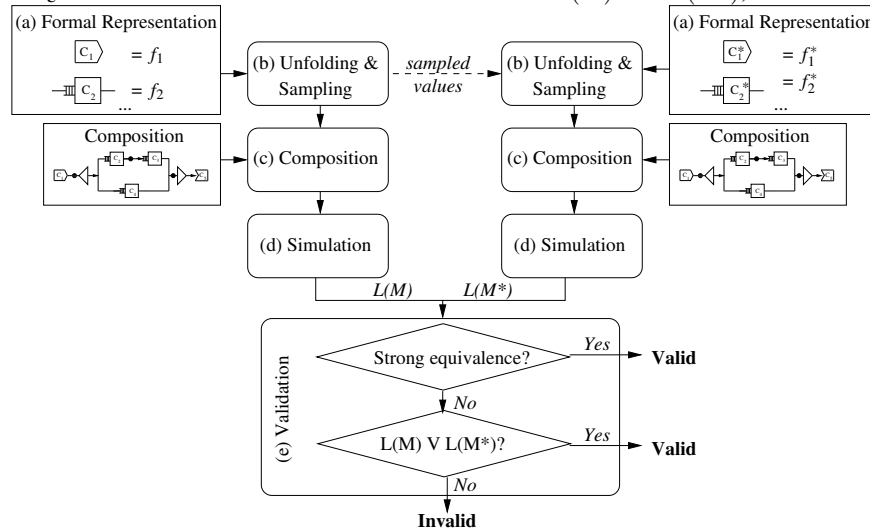 (a) Formal Representation
C1 = f1
C2 = f2
...
Composition
(b) Unfolding &
Sampling
sampled
values
(b) Unfolding &
Sampling
(a) Formal Representation
C1* = f1*
C2* = f2*
...
Composition
(c) Composition
(c) Composition
(d) Simulation
(d) Simulation
L(M)
L(M*)
(e) Validation
Strong equivalence?
Yes
Valid
No
L(M) V L(M*)?
Yes
Valid
No
Invalid